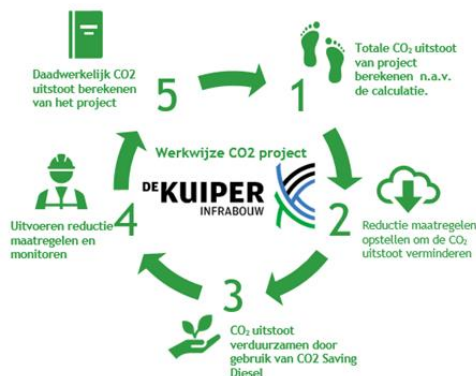 Werkwijze CO2 project
DE KUIPER
INFRABOUW
1
Totale CO₂ uitstoot
van project
berekenen n.a.v.
de calculatie.
2
Reductie maatregelen
opstellen om de CO₂
uitstoot verminderen
3
CO₂ uitstoot
verduurzamen door
gebruik van CO2 Saving
Diesel
4
Uitvoeren reductie
maatregelen en
monitoren
5
Daadwerkelijk CO2
uitstoot berekenen
van het project